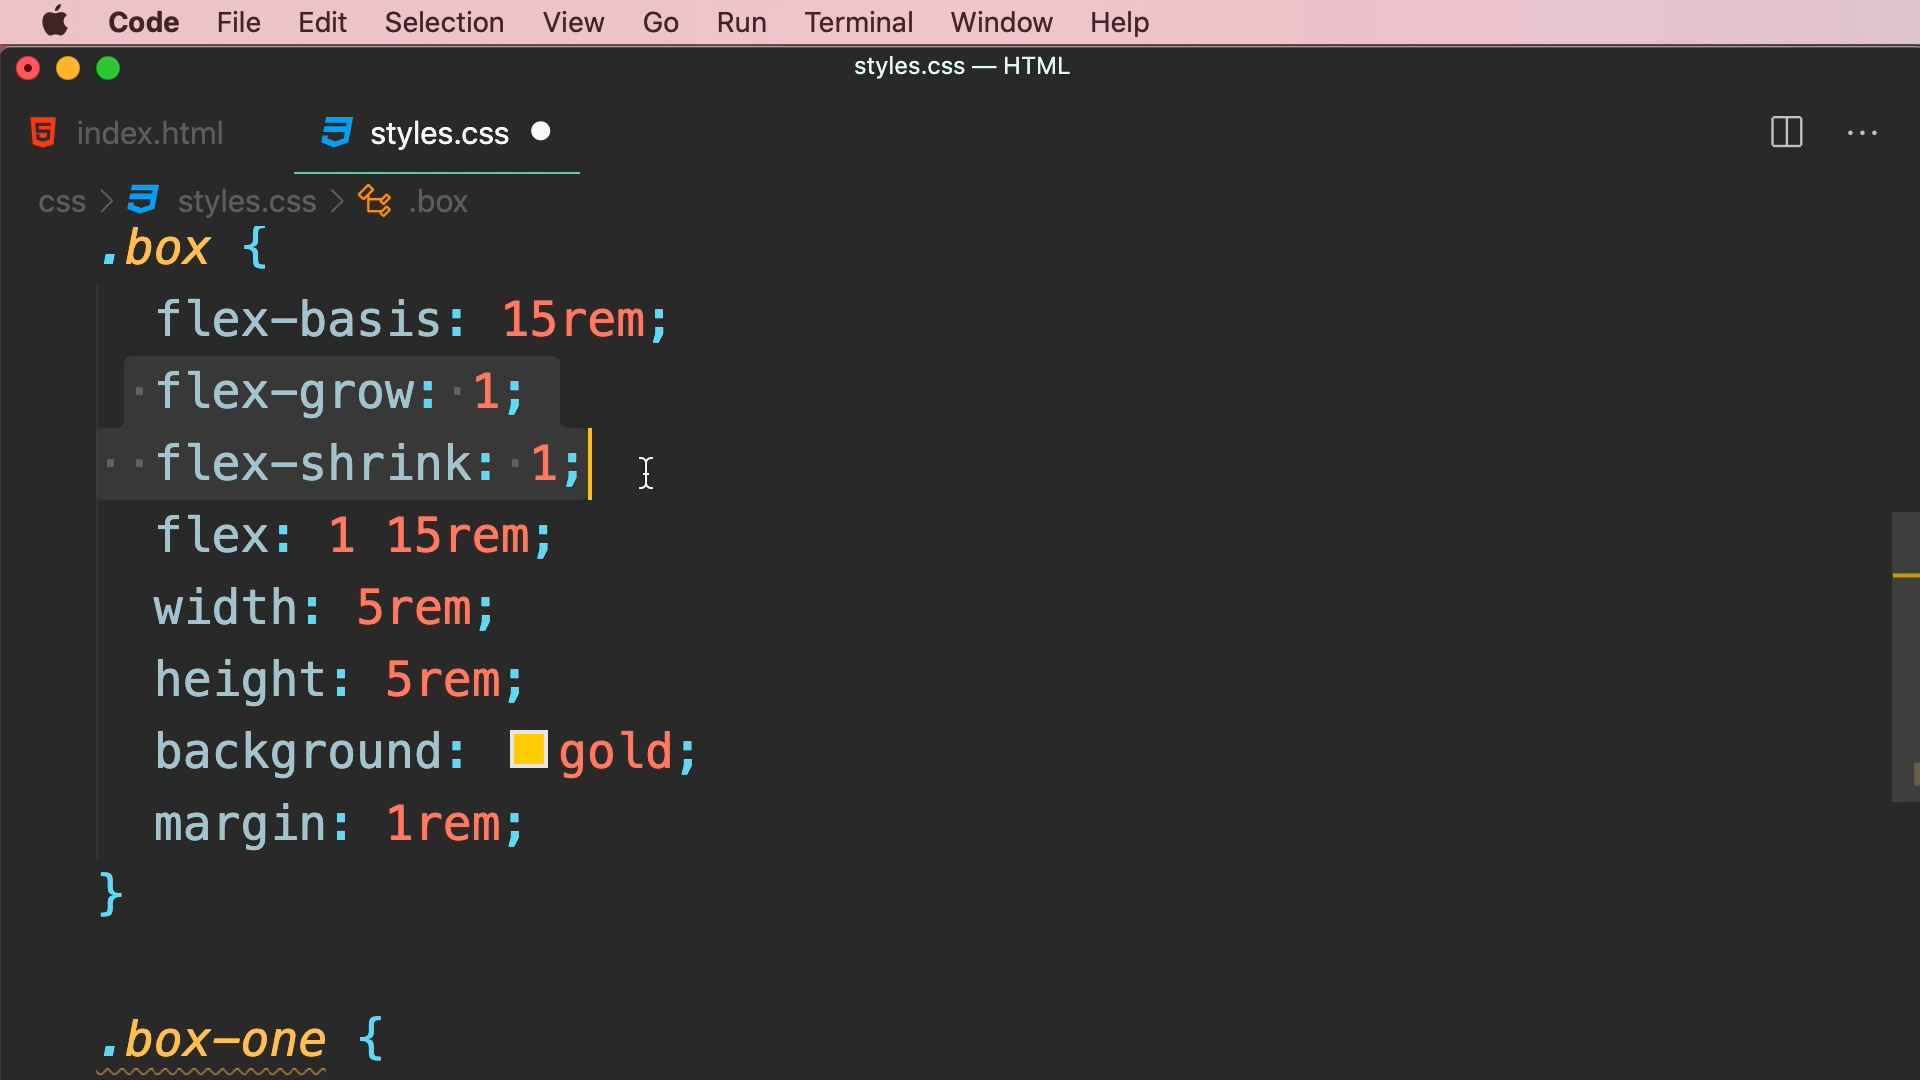 Code File Edit Selection View Go Run Terminal Window Help
styles.css — HTML
index.html styles.css
css > styles.css > .box
.box {
flex-basis: 15rem;
flex-grow: 1;
flex-shrink: 1;
flex: 1 15rem;
width: 5rem;
height: 5rem;
background: gold;
margin: 1rem;
}
.box-one {